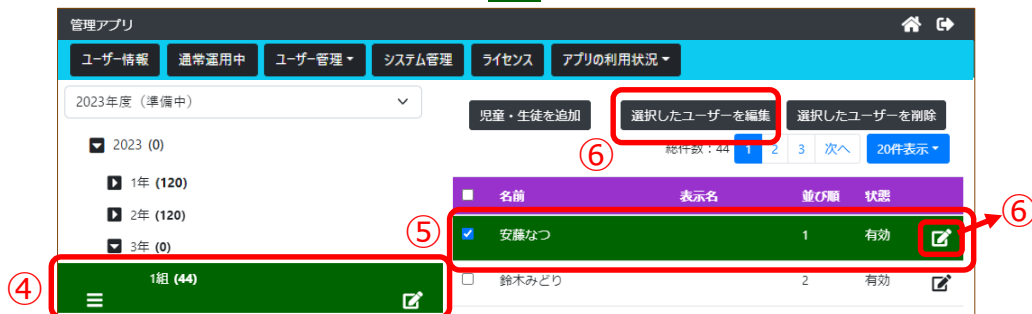 管理アプリ
ユーザー情報 通常運用中 ユーザー管理 システム管理 ライセンス アプリの利用状況
2023年度（準備中）
児童・生徒を追加 選択したユーザーを編集 選択したユーザーを削除
⑥
総件数：44 1 2 3 次へ 20件表示
2023 (0)
1年 (120)
2年 (120)
3年 (0)
④
1組 (44)
名前 表示名 並び順 状態
⑤
安藤なつ 1 有効
⑥
鈴木みどり 2 有効